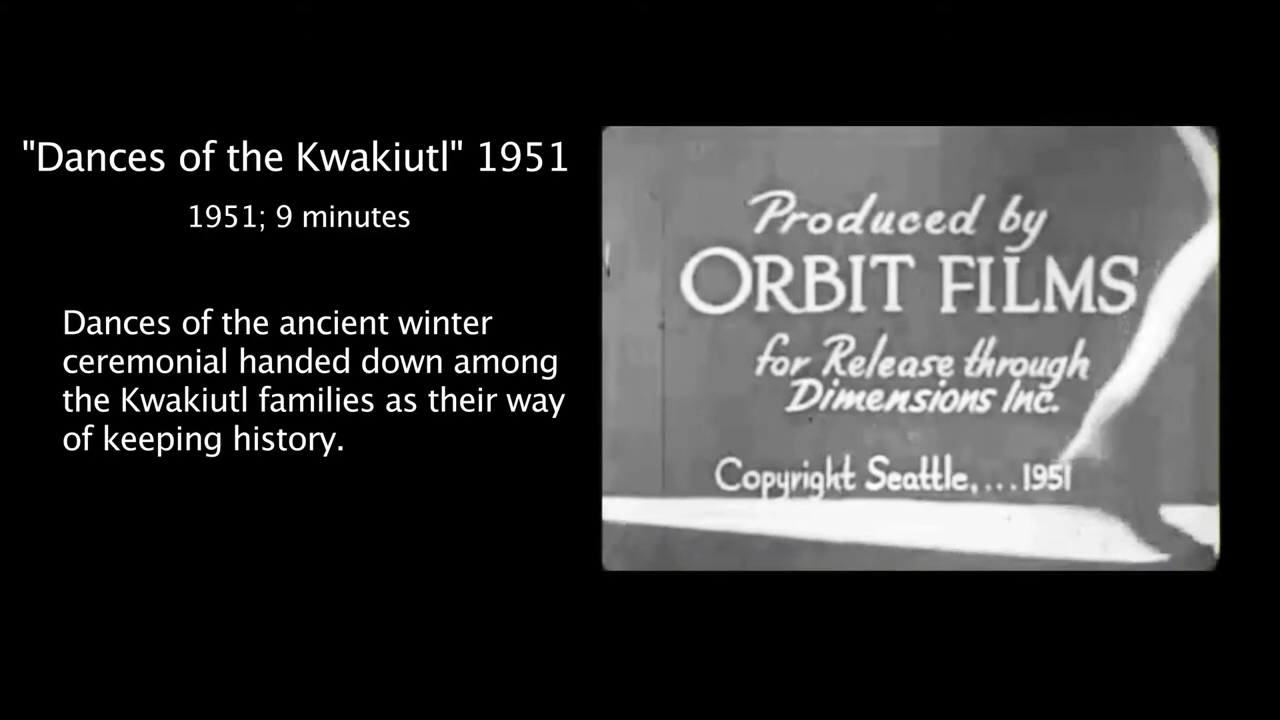 "Dances of the Kwakiutl" 1951
1951; 9 minutes
Dances of the ancient winter
ceremonial handed down among
the Kwakiutl families as their way
of keeping history.
Produced by
ORBIT FILMS
for Release through
Dimensions Inc.
Copyright Seattle,...1951